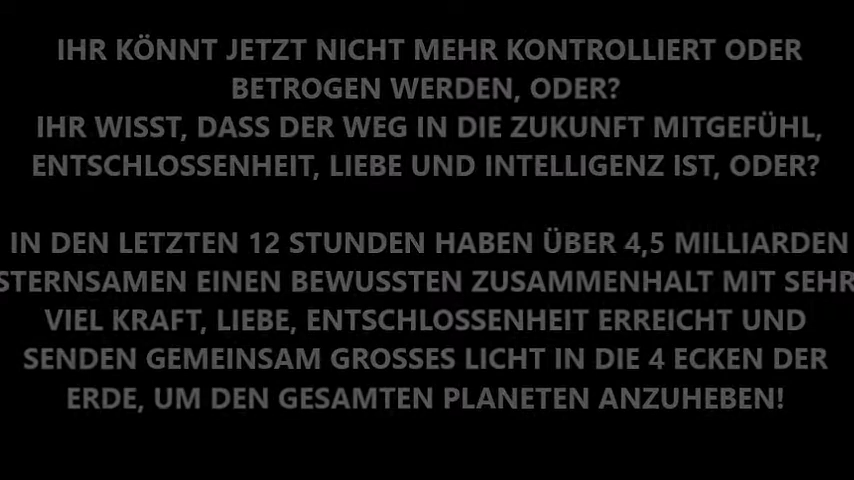 IHR KÖNNT JETZT NICHT MEHR KONTROLLIERT ODER
BETROGEN WERDEN, ODER?
IHR WISST, DASS DER WEG IN DIE ZUKUNFT MITGEFÜHL,
ENTSCHLOSSENHEIT, LIEBE UND INTELLIGENZ IST, ODER?
IN DEN LETZTEN 12 STUNDEN HABEN ÜBER 4,5 MILLIARDEN
STERNSAMEN EINEN BEWUSSTEN ZUSAMMENHALT MIT SEHR
VIEL KRAFT, LIEBE, ENTSCHLOSSENHEIT ERREICHT UND
SENDEN GEMEINSAM GROSSES LICHT IN DIE 4 ECKEN DER
ERDE, UM DEN GESAMTEN PLANETEN ANZUHEBEN!